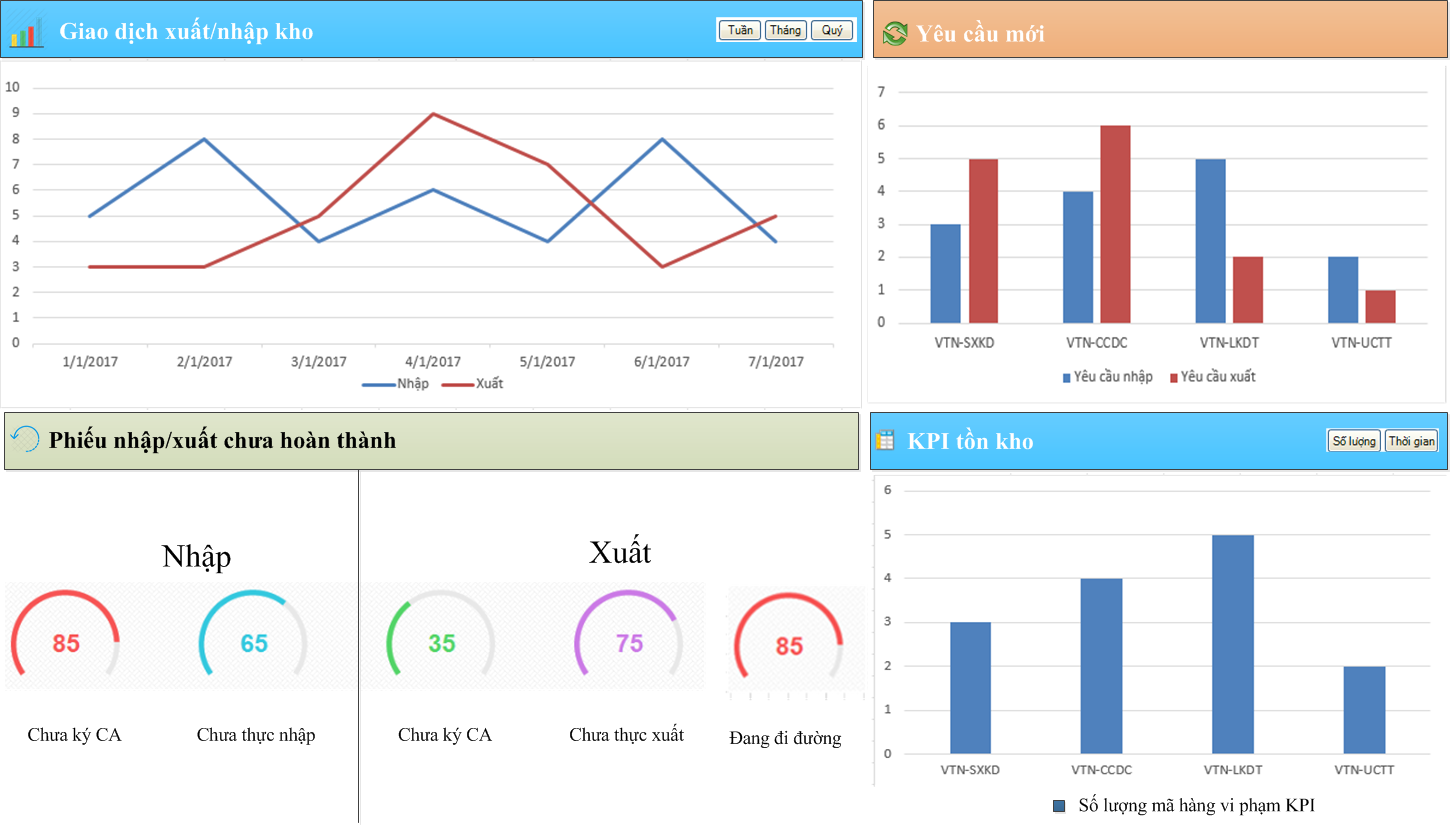 Giao dịch xuất/nhập kho
Tuần Tháng Quý
10
9
8
7
6
5
4
3
2
1
0
1/1/2017 2/1/2017 3/1/2017 4/1/2017 5/1/2017 6/1/2017 7/1/2017
Nhập Xuất
Yêu cầu mới
7
6
5
4
3
2
1
0
VTN-SXKD VTN-CCDC VTN-LKDT VTN-UCTT
Yêu cầu nhập Yêu cầu xuất
Phiếu nhập/xuất chưa hoàn thành
Nhập
85 65
Chưa ký CA Chưa thực nhập
Xuất
35 75 85
Chưa ký CA Chưa thực xuất Đang đi đường
KPI tồn kho
Số lượng Thời gian
6
5
4
3
2
1
0
VTN-SXKD VTN-CCDC VTN-LKDT VTN-UCTT
Số lượng mã hàng vi phạm KPI